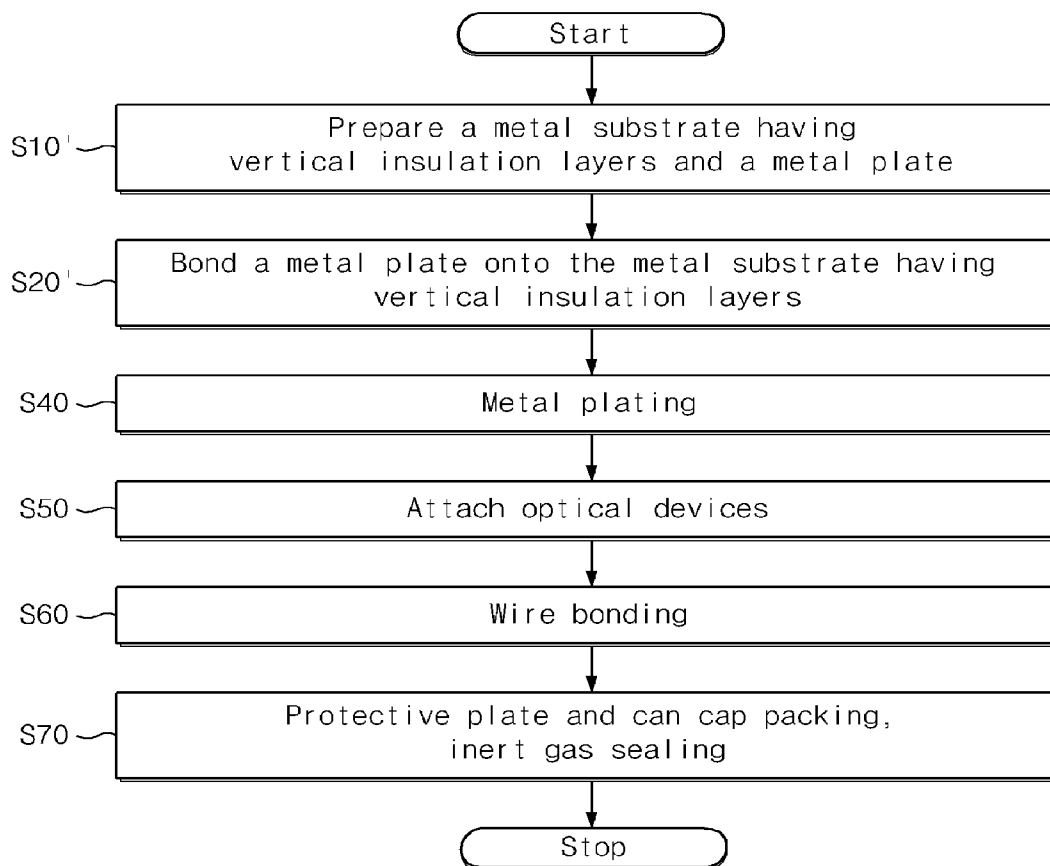 Start
S10'
Prepare a metal substrate having
vertical insulation layers and a metal plate
S20'
Bond a metal plate onto the metal substrate having
vertical insulation layers
S40
Metal plating
S50
Attach optical devices
S60
Wire bonding
S70
Protective plate and can cap packing,
inert gas sealing
Stop